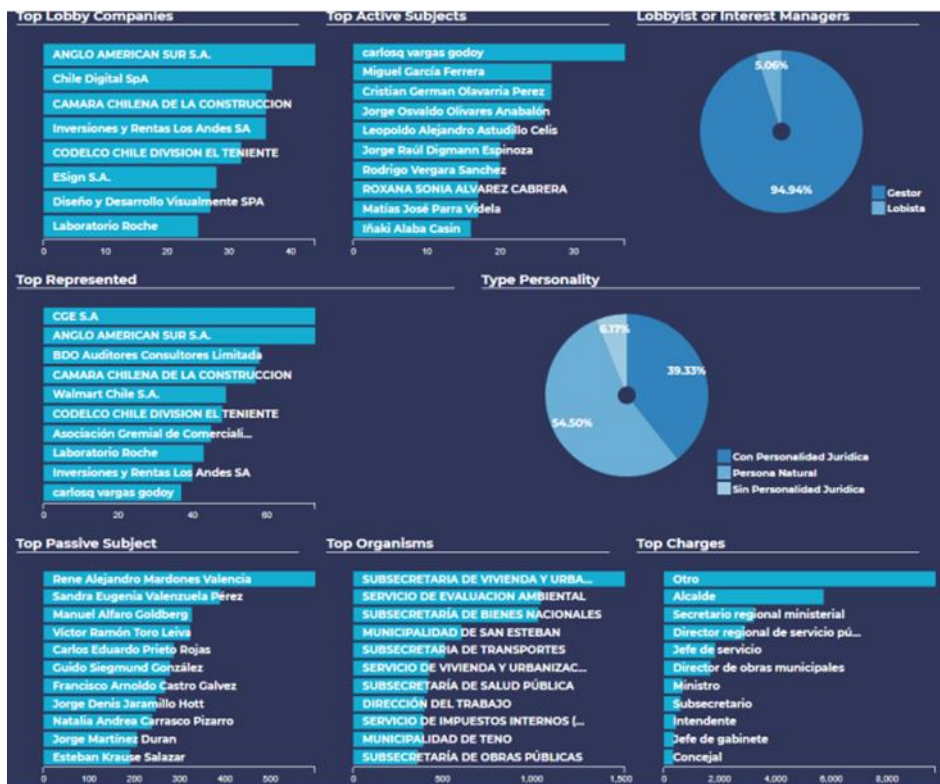 Top Lobby Companies
ANGLO AMERICAN SUR S.A.
Chile Digital SpA
CAMARA CHILENA DE LA CONSTRUCCION
Inversiones y Rentas Los Andes SA
CODELCO CHILE DIVISION EL TENIENTE
ESign S.A.
Diseño y Desarrollo Visualmente SPA
Laboratorio Roche
0 10 20 30 40
Top Active Subjects
carlosq vargas godoy
Miguel García Ferrera
Cristian German Olavarria Perez
Jorge Osvaldo Olivares Anabalón
Leopoldo Alejandro Astudillo Celis
Jorge Raúl Digmann Espinoza
Rodrigo Vergara Sanchez
ROXANA SONIA ALVAREZ CABRERA
Matías José Parra Videla
Iñaki Alaba Casin
0 10 20 30
Lobbyist or Interest Managers
5.06%
94.94%
Gestor
Lobista
Top Represented
CGE S.A
ANGLO AMERICAN SUR S.A.
BDO Auditores Consultores Limitada
CAMARA CHILENA DE LA CONSTRUCCION
Walmart Chile S.A.
CODELCO CHILE DIVISION EL TENIENTE
Asociación Gremial de Comerciali...
Laboratorio Roche
Inversiones y Rentas Los Andes SA
carlosq vargas godoy
0 20 40 60
Type Personality
6.17%
39.33%
54.50%
Con Personalidad Juridica
Persona Natural
Sin Personalidad Juridica
Top Passive Subject
Rene Alejandro Mardones Valencia
Sandra Eugenia Valenzuela Pérez
Manuel Alfaro Goldberg
Víctor Ramón Toro Leiva
Carlos Eduardo Prieto Rojas
Guido Siegmund González
Francisco Arnoldo Castro Galvez
Jorge Denis Jaramillo Hott
Natalia Andrea Carrasco Pizarro
Jorge Martínez Duran
Esteban Krause Salazar
0 100 200 300 400 500
Top Organisms
SUBSECRETARIA DE VIVIENDA Y URBA...
SERVICIO DE EVALUACION AMBIENTAL
SUBSECRETARÍA DE BIENES NACIONALES
MUNICIPALIDAD DE SAN ESTEBAN
SUBSECRETARIA DE TRANSPORTES
SERVICIO DE VIVIENDA Y URBANIZAC...
SUBSECRETARÍA DE SALUD PÚBLICA
DIRECCIÓN DEL TRABAJO
SERVICIO DE IMPUESTOS INTERNOS (...
MUNICIPALIDAD DE TENO
SUBSECRETARÍA DE OBRAS PÚBLICAS
0 500 1,000 1,500
Top Charges
Otro
Alcalde
Secretario regional ministerial
Director regional de servicio pú...
Jefe de servicio
Director de obras municipales
Ministro
Subsecretario
Intendente
Jefe de gabinete
Concejal
0 2,000 4,000 6,000 8,000